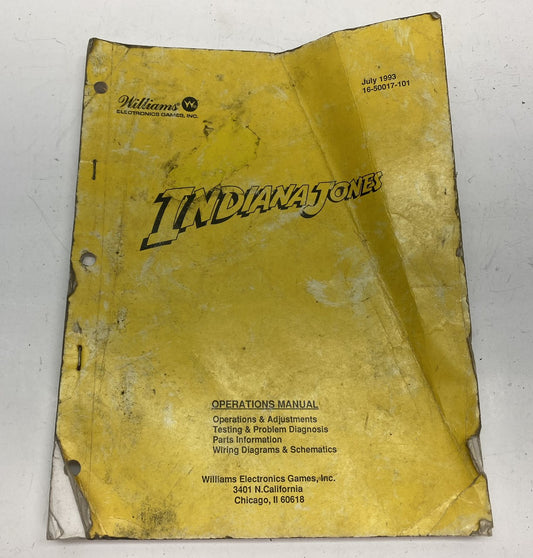 Williams W
ELECTRONICS GAMES, INC.
July 1993
16-50017-101
INDIANA JONES
OPERATIONS MANUAL
Operations & Adjustments
Testing & Problem Diagnosis
Parts Information
Wiring Diagrams & Schematics
Williams Electronics Games, Inc.
3401 N.California
Chicago, Il 60618